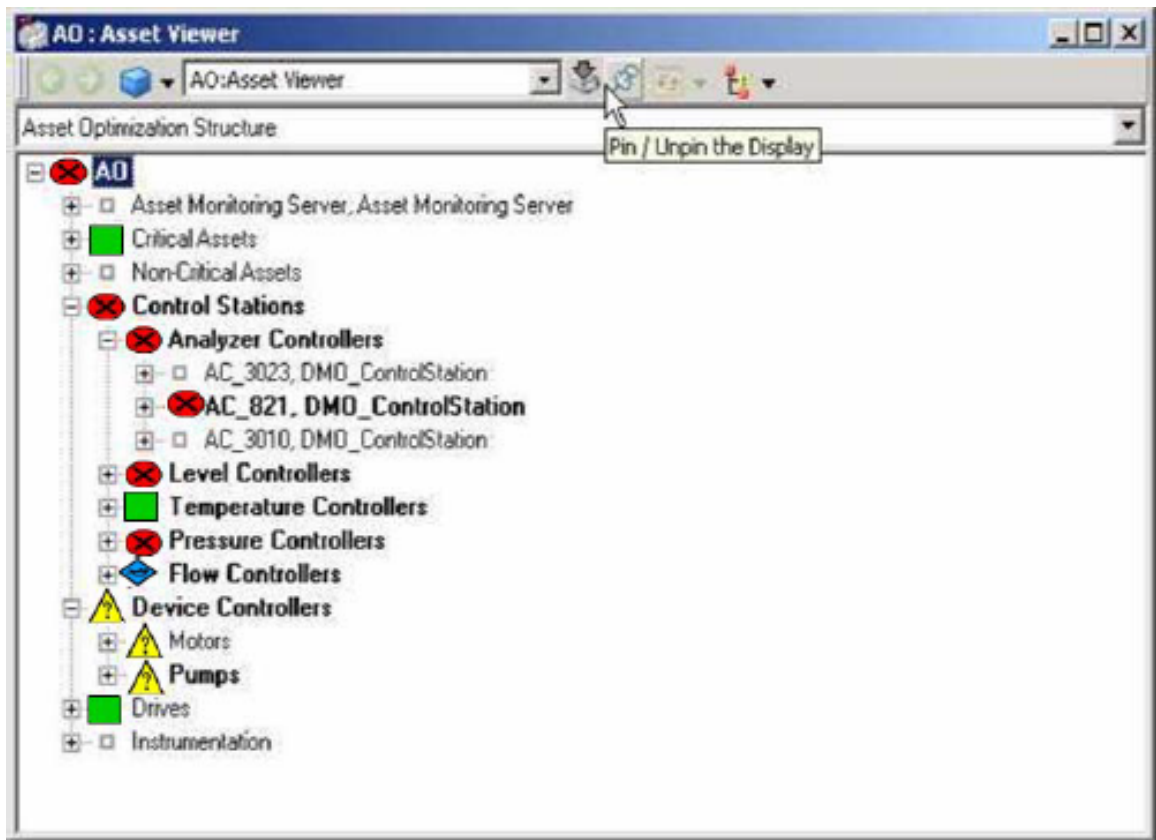 AO : Asset Viewer
AO:Asset Viewer
Asset Optimization Structure
Pin / Unpin the Display
AO
Asset Monitoring Server, Asset Monitoring Server
Critical Assets
Non-Critical Assets
Control Stations
Analyzer Controllers
AC_3023, DMO_ControlStation
AC_821, DMO_ControlStation
AC_3010, DMO_ControlStation
Level Controllers
Temperature Controllers
Pressure Controllers
Flow Controllers
Device Controllers
Motors
Pumps
Drives
Instrumentation